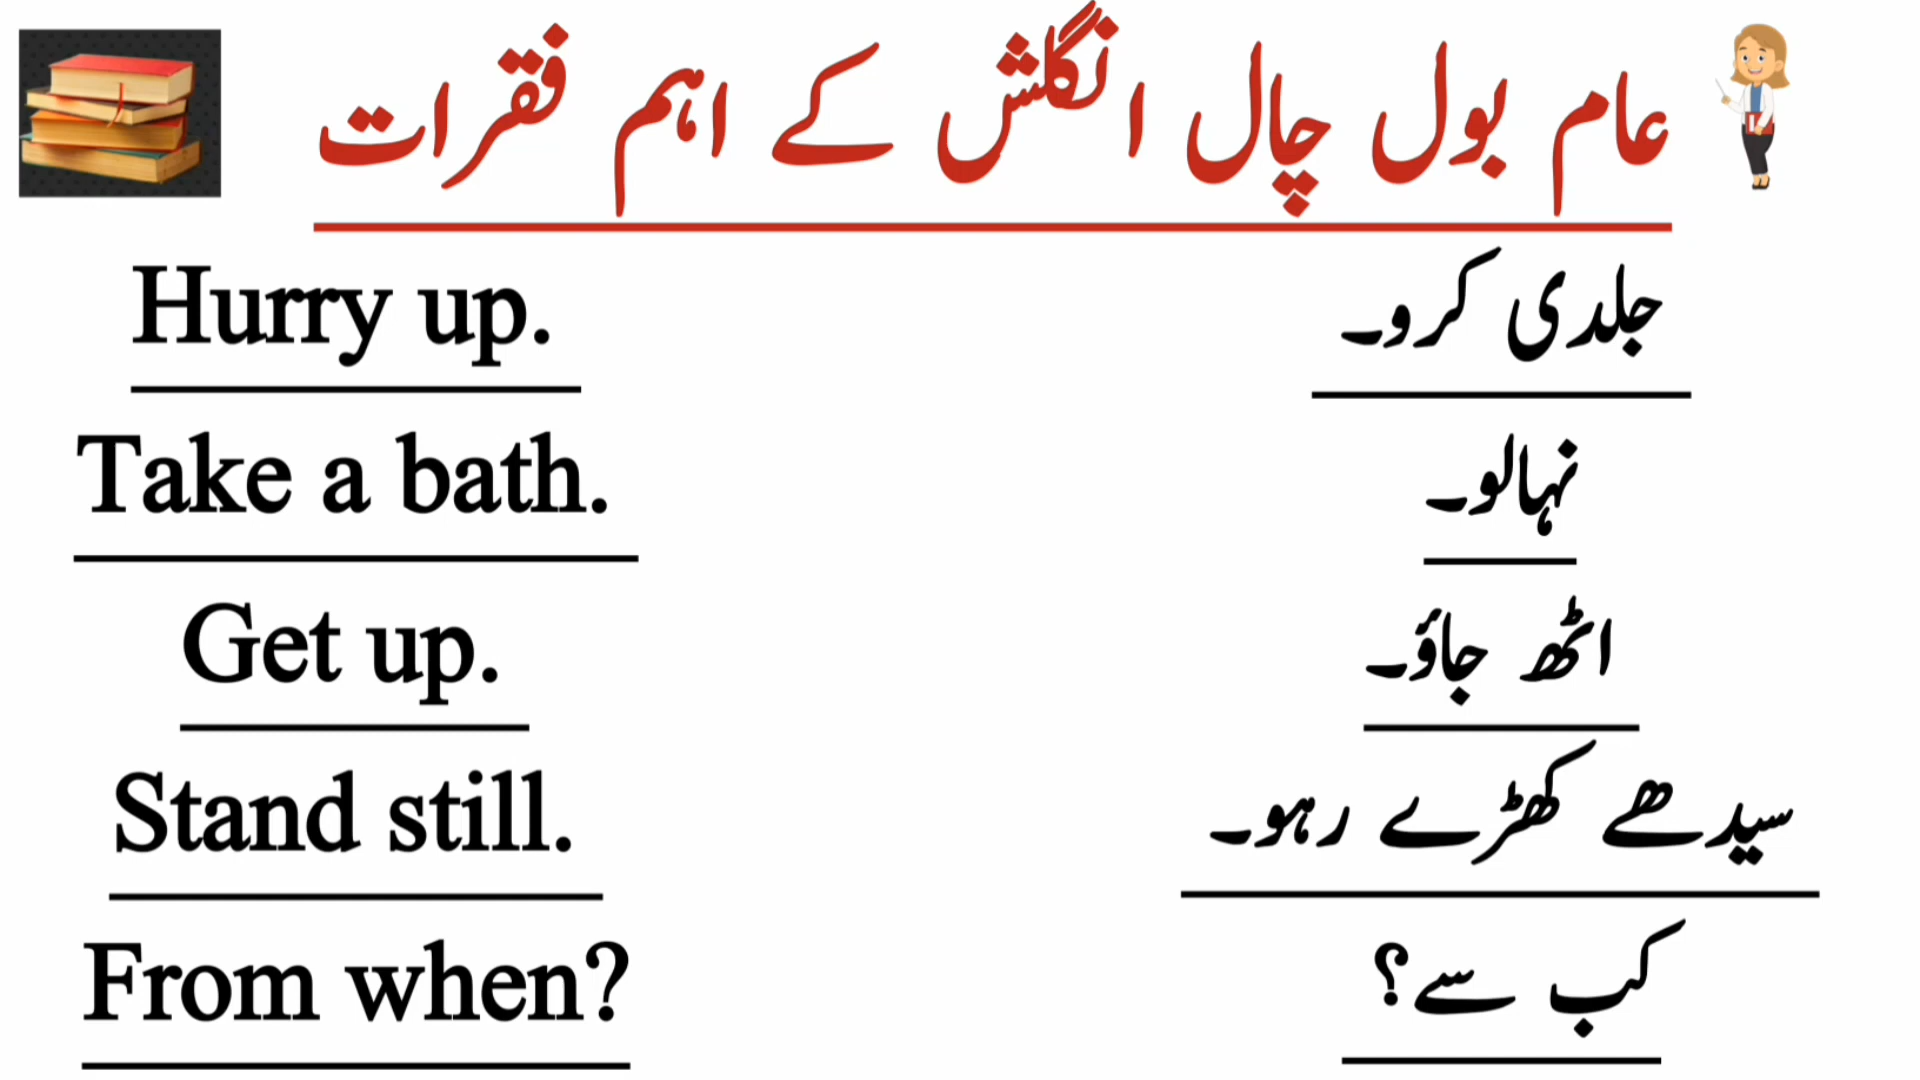 عام بول چال انگلش کے اہم فقرات
Hurry up. جلدی کرو۔
Take a bath. نہالو۔
Get up. اٹھ جاؤ۔
Stand still. سیدھے کھڑے رہو۔
From when? کب سے؟